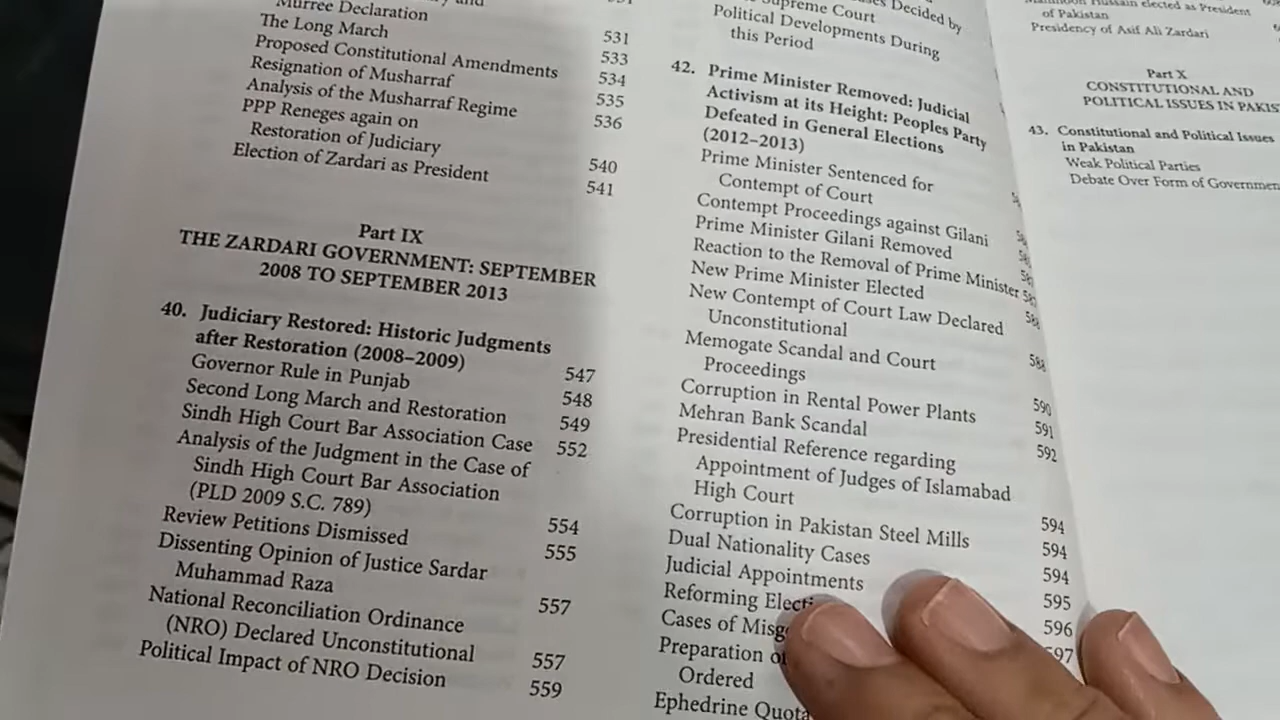 Murree Declaration
The Long March 531
Proposed Constitutional Amendments 533
Resignation of Musharraf 534
Analysis of the Musharraf Regime 535
PPP Reneges again on 536
Restoration of Judiciary
Election of Zardari as President 540
541
Part IX
THE ZARDARI GOVERNMENT: SEPTEMBER
2008 TO SEPTEMBER 2013
40. Judiciary Restored: Historic Judgments
after Restoration (2008–2009)
Governor Rule in Punjab 547
Second Long March and Restoration 548
Sindh High Court Bar Association Case 549
Analysis of the Judgment in the Case of 552
Sindh High Court Bar Association
(PLD 2009 S.C. 789)
Review Petitions Dismissed 554
Dissenting Opinion of Justice Sardar 555
Muhammad Raza
National Reconciliation Ordinance 557
(NRO) Declared Unconstitutional
Political Impact of NRO Decision 557
559
Decided by
Supreme Court
Political Developments During
this Period
42. Prime Minister Removed: Judicial
Activism at its Height: Peoples Party
Defeated in General Elections
(2012–2013)
Prime Minister Sentenced for
Contempt of Court
Contempt Proceedings against Gilani
Prime Minister Gilani Removed
Reaction to the Removal of Prime Minister
New Prime Minister Elected
New Contempt of Court Law Declared
Unconstitutional
Memogate Scandal and Court 588
Proceedings
Corruption in Rental Power Plants 590
Mehran Bank Scandal 591
Presidential Reference regarding 592
Appointment of Judges of Islamabad
High Court
Corruption in Pakistan Steel Mills 594
Dual Nationality Cases 594
Judicial Appointments 594
Reforming 595
Cases of 596
Preparation
Ordered
Ephedrine Quota
Hussain elected as President
of Pakistan
Presidency of Asif Ali Zardari
Part X
CONSTITUTIONAL AND
POLITICAL ISSUES IN
43. Constitutional and Political Issues
in Pakistan
Weak Political Parties
Debate Over Form of